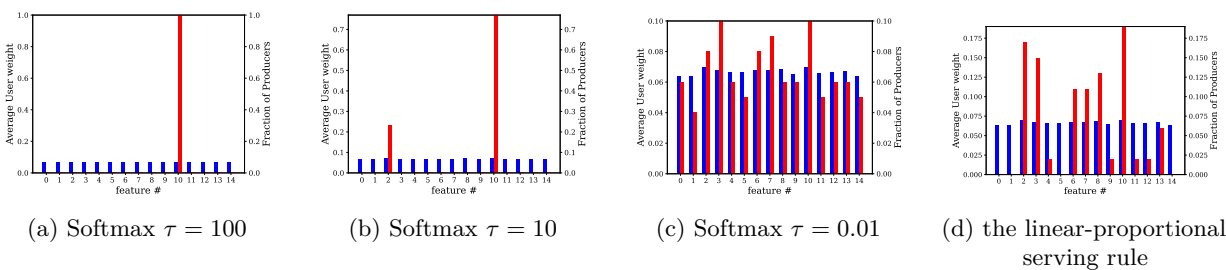 1.0
0.8
0.6
0.4
0.2
0.0
Average User weight
1.0
0.8
0.6
0.4
0.2
0.0
Fraction of Producers
0 1 2 3 4 5 6 7 8 9 10 11 12 13 14
feature #
(a) Softmax τ = 100
0.7
0.6
0.5
0.4
0.3
0.2
0.1
0.0
Average User weight
0.7
0.6
0.5
0.4
0.3
0.2
0.1
0.0
Fraction of Producers
0 1 2 3 4 5 6 7 8 9 10 11 12 13 14
feature #
(b) Softmax τ = 10
0.10
0.08
0.06
0.04
0.02
0.00
Average User weight
0.10
0.08
0.06
0.04
0.02
0.00
Fraction of Producers
0 1 2 3 4 5 6 7 8 9 10 11 12 13 14
feature #
(c) Softmax τ = 0.01
0.175
0.150
0.125
0.100
0.075
0.050
0.025
0.000
Average User weight
0.175
0.150
0.125
0.100
0.075
0.050
0.025
0.000
Fraction of Producers
0 1 2 3 4 5 6 7 8 9 10 11 12 13 14
feature #
(d) the linear-proportional
serving rule